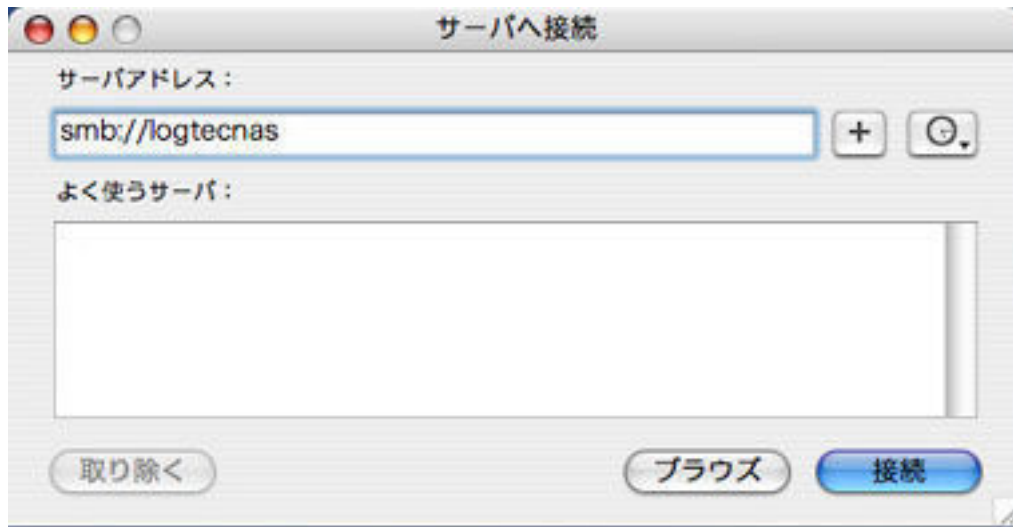 サーバへ接続
サーバアドレス：
smb://logtecnas
+
よく使うサーバ：
取り除く ブラウズ 接続